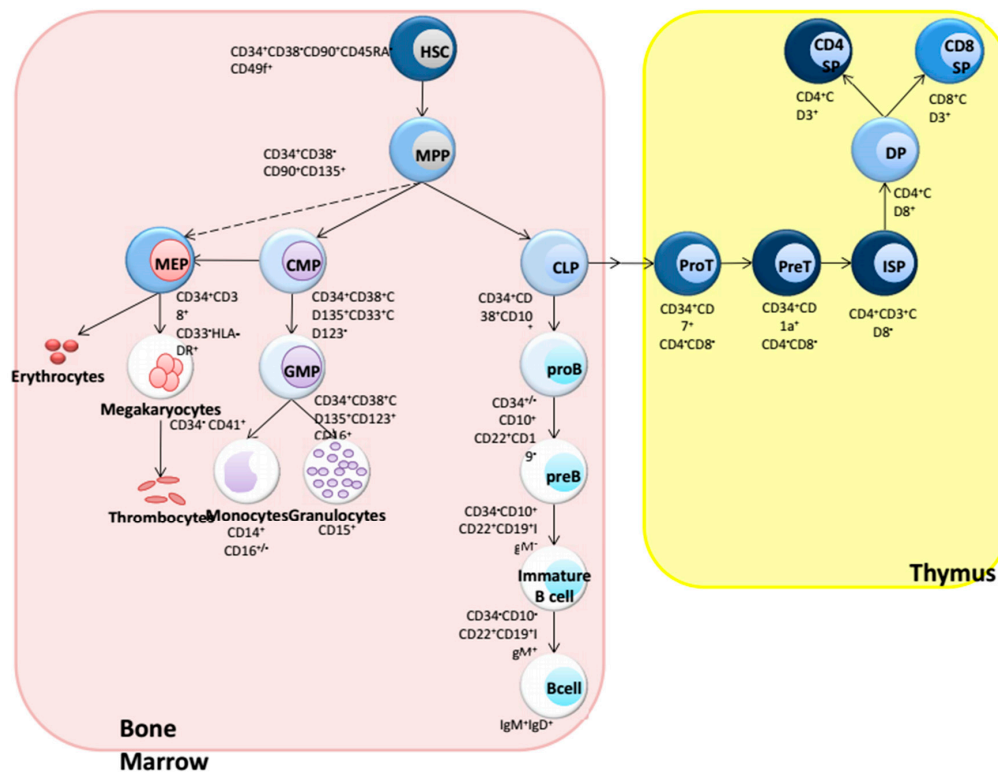 HSC
CD34⁺CD38⁻CD90⁺CD45RA⁻
CD49f⁺
MPP
CD34⁺CD38⁻
CD90⁺CD135⁺
MEP
CD34⁺CD3
8⁺
CD33⁻HLA⁻
DR⁺
CMP
CD34⁺CD38⁺C
D135⁺CD33⁺C
D123⁻
CLP
CD34⁺CD
38⁺CD10
⁺
Erythrocytes
Megakaryocytes
CD34⁻ CD41⁺
Thrombocytes
GMP
CD34⁺CD38⁺C
D135⁺CD123⁺
CD16⁺
Monocytes
CD14⁺
CD16⁺/⁻
Granulocytes
CD15⁺
proB
CD34⁺/⁻
CD10⁺
CD22⁺CD1
9⁻
preB
CD34⁻CD10⁺
CD22⁺CD19⁺I
gM⁻
Immature
B cell
CD34⁻CD10⁻
CD22⁺CD19⁺I
gM⁺
Bcell
IgM⁺IgD⁺
Bone
Marrow
CD4
SP
CD4⁺C
D3⁺
CD8
SP
CD8⁺C
D3⁺
DP
CD4⁺C
D8⁺
ProT
CD34⁺CD
7⁺
CD4⁻CD8⁻
PreT
CD34⁺CD
1a⁺
CD4⁻CD8⁻
ISP
CD4⁺CD3⁺C
D8⁻
Thymus